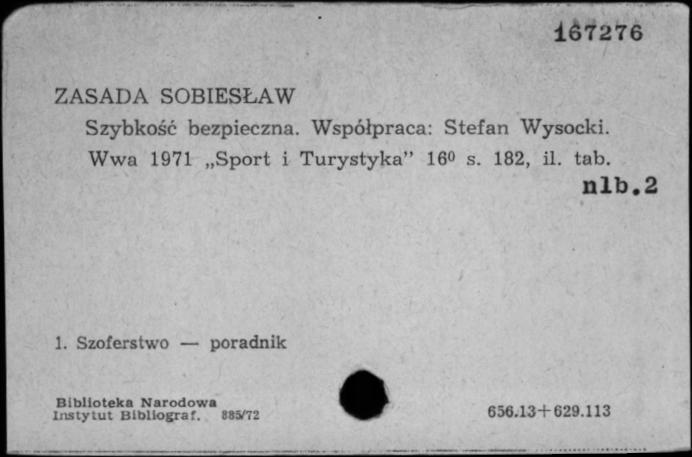 167276
ZASADA SOBIESŁAW
Szybkość bezpieczna. Współpraca: Stefan Wysocki.
Wwa 1971 „Sport i Turystyka” 16⁰ s. 182, il. tab.
nlb.2
1. Szoferstwo — poradnik
Biblioteka Narodowa
Instytut Bibliograf. 885/72
656.13+629.113